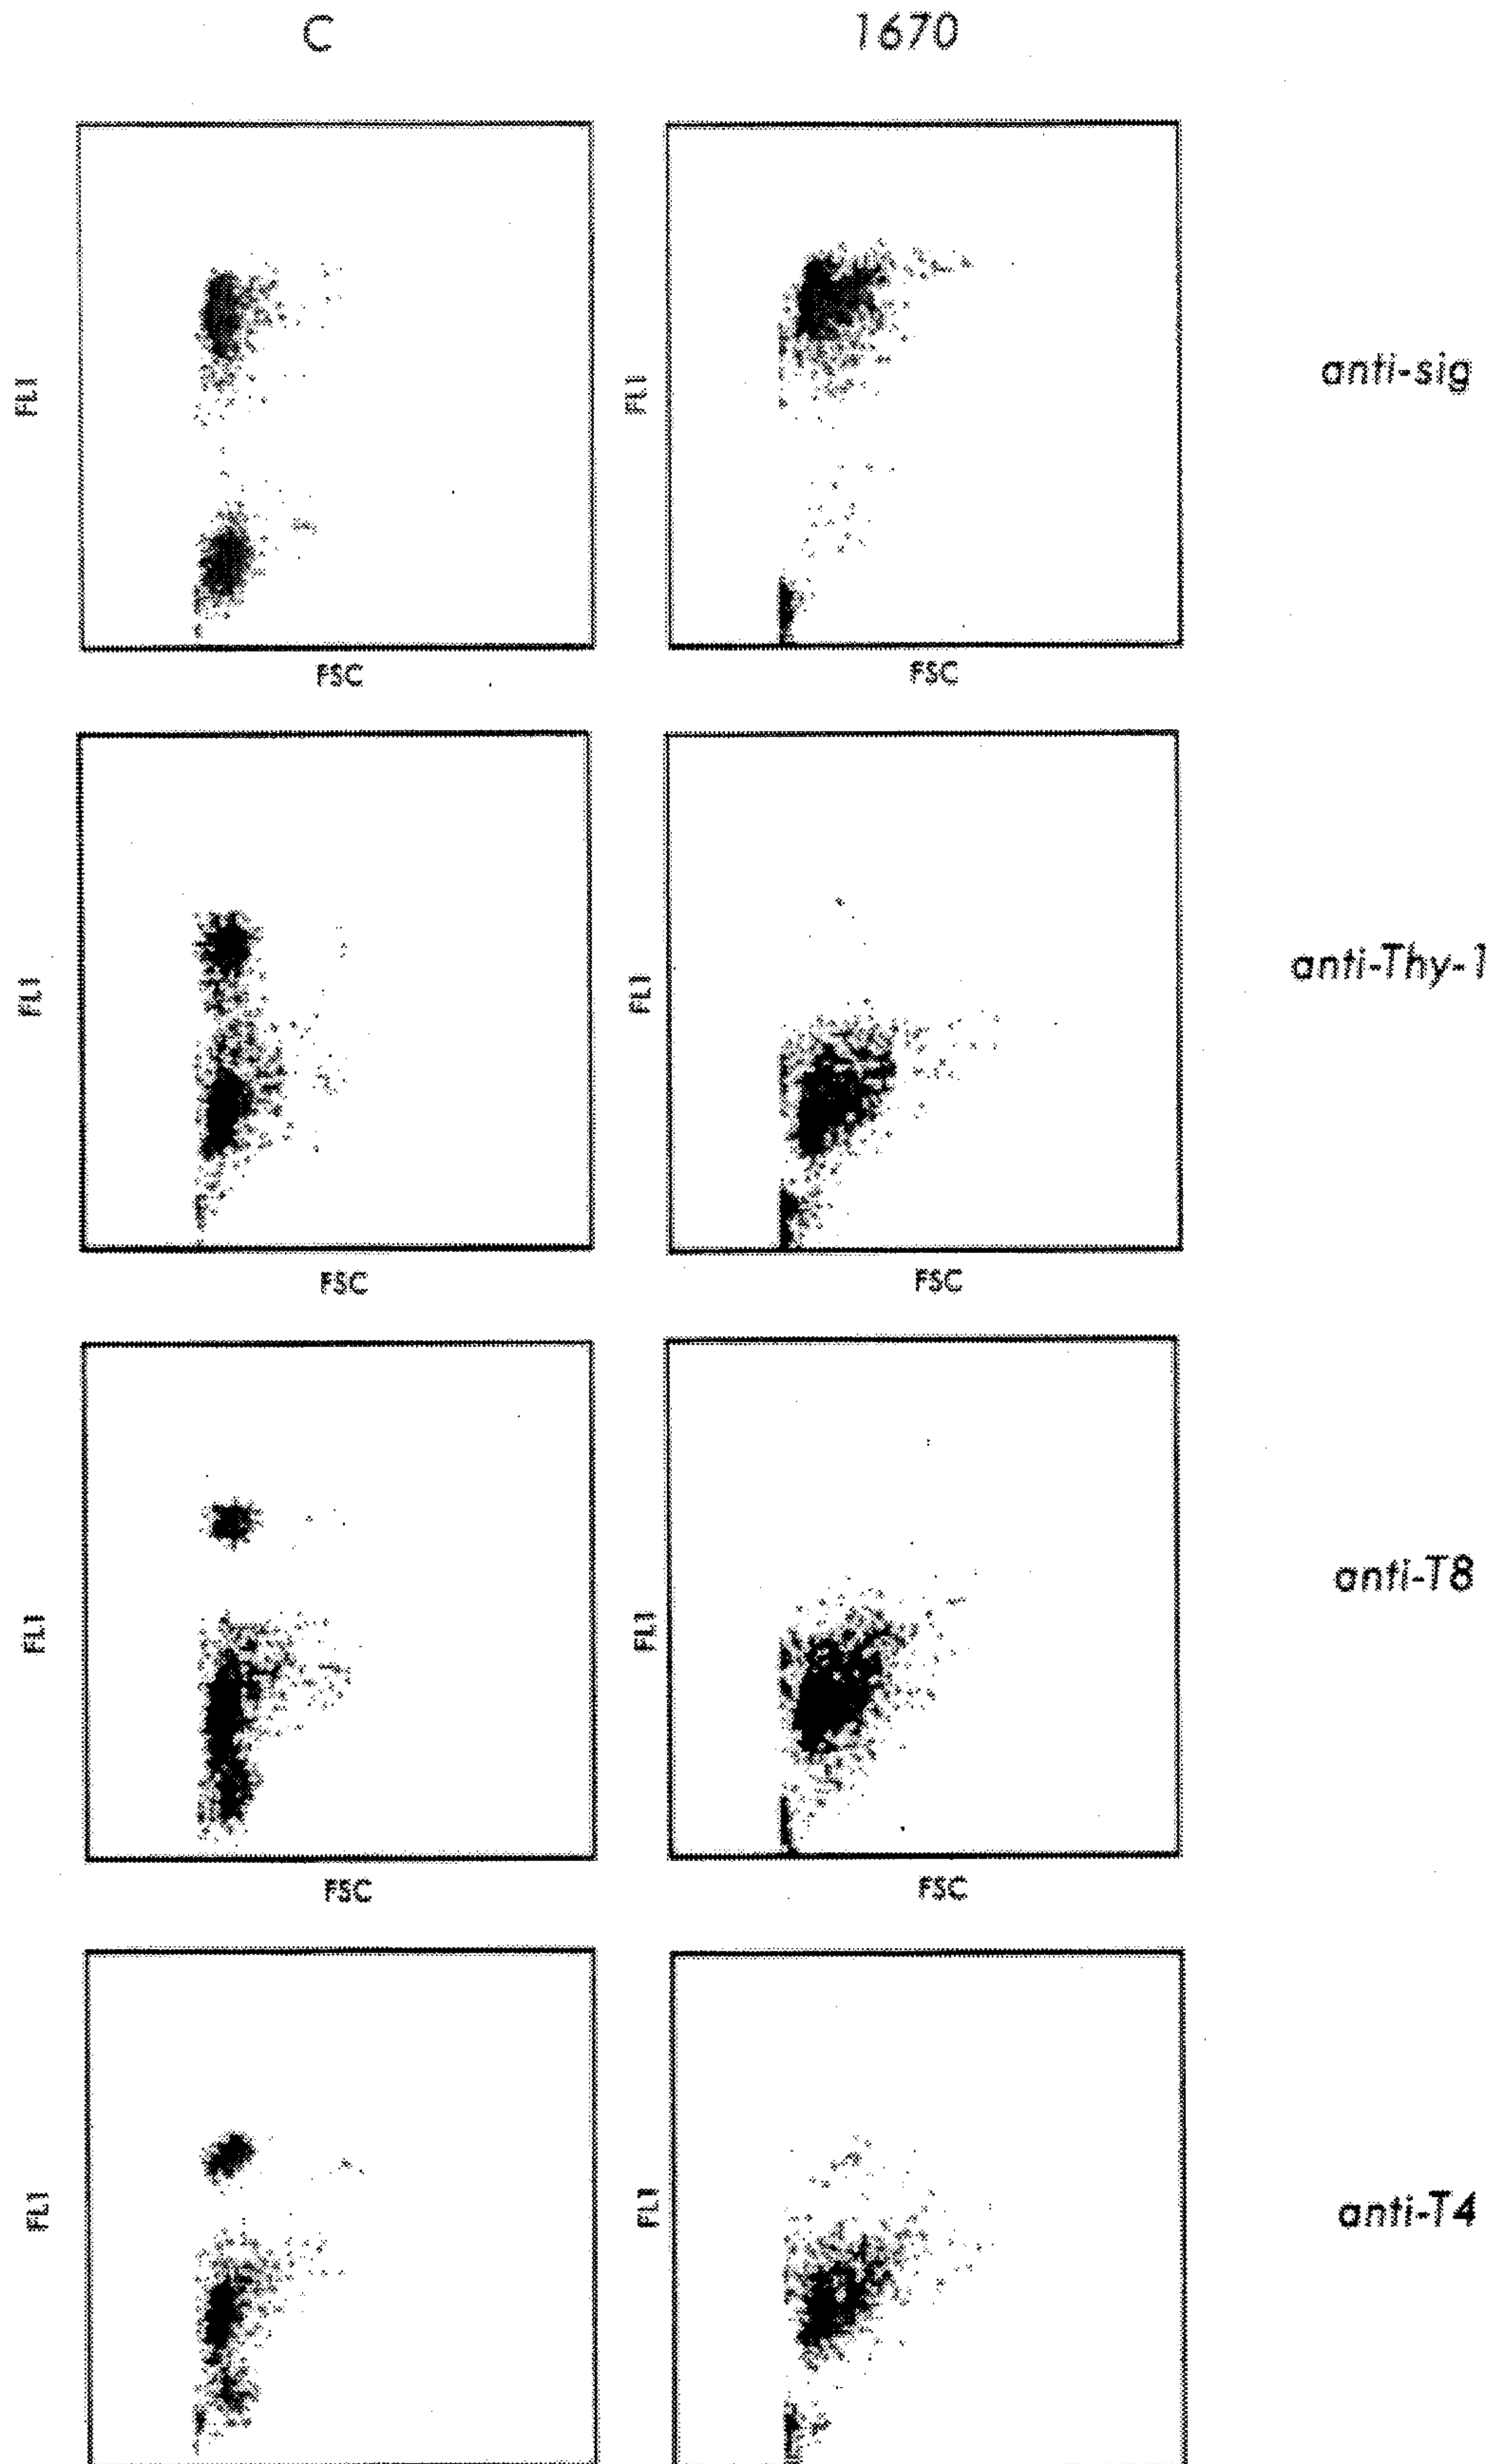 C 1670
FL1 FL1 anti-sig
FSC FSC
FL1 FL1 anti-Thy-1
FSC FSC
FL1 FL1 anti-T8
FSC FSC
FL1 FL1 anti-T4